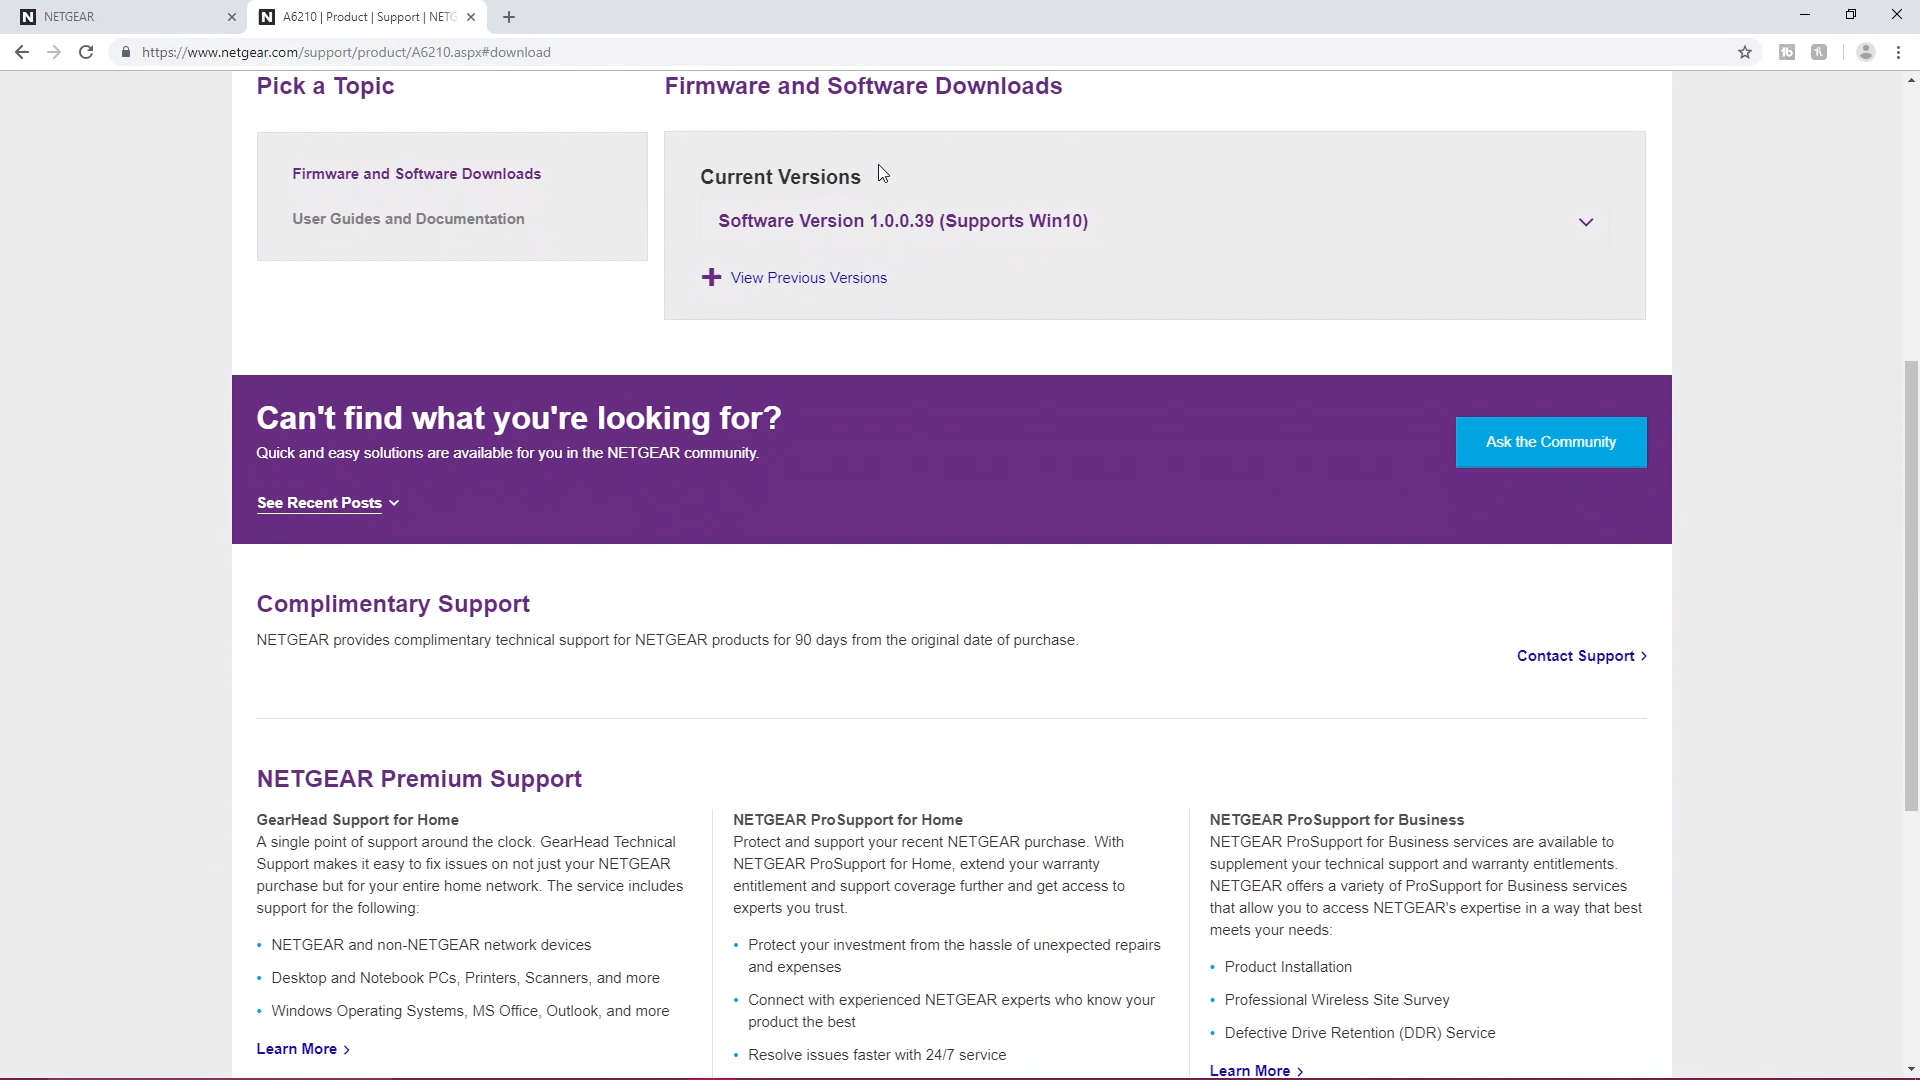 NETGEAR
A6210 | Product | Support | NETG
https://www.netgear.com/support/product/A6210.aspx#download
Pick a Topic
Firmware and Software Downloads
User Guides and Documentation
Firmware and Software Downloads
Current Versions
Software Version 1.0.0.39 (Supports Win10)
View Previous Versions
Can't find what you're looking for?
Quick and easy solutions are available for you in the NETGEAR community.
See Recent Posts
Ask the Community
Complimentary Support
NETGEAR provides complimentary technical support for NETGEAR products for 90 days from the original date of purchase.
Contact Support >
NETGEAR Premium Support
GearHead Support for Home
A single point of support around the clock. GearHead Technical
Support makes it easy to fix issues on not just your NETGEAR
purchase but for your entire home network. The service includes
support for the following:
• NETGEAR and non-NETGEAR network devices
• Desktop and Notebook PCs, Printers, Scanners, and more
• Windows Operating Systems, MS Office, Outlook, and more
Learn More >
NETGEAR ProSupport for Home
Protect and support your recent NETGEAR purchase. With
NETGEAR ProSupport for Home, extend your warranty
entitlement and support coverage further and get access to
experts you trust.
• Protect your investment from the hassle of unexpected repairs
and expenses
• Connect with experienced NETGEAR experts who know your
product the best
• Resolve issues faster with 24/7 service
NETGEAR ProSupport for Business
NETGEAR ProSupport for Business services are available to
supplement your technical support and warranty entitlements.
NETGEAR offers a variety of ProSupport for Business services
that allow you to access NETGEAR's expertise in a way that best
meets your needs:
• Product Installation
• Professional Wireless Site Survey
• Defective Drive Retention (DDR) Service
Learn More >